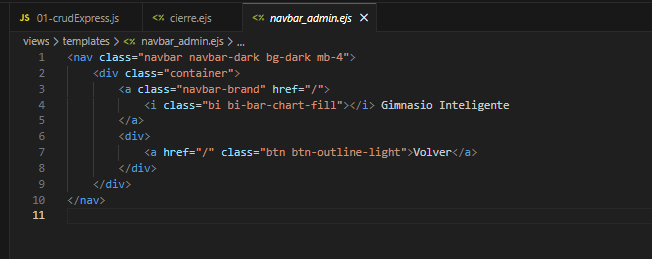 JS 01-crudExpress.js <% cierre.ejs <% navbar_admin.ejs ×
views > templates > <% navbar_admin.ejs > ...
1 <nav class="navbar navbar-dark bg-dark mb-4">
2     <div class="container">
3         <a class="navbar-brand" href="/">
4             <i class="bi bi-bar-chart-fill"></i> Gimnasio Inteligente
5         </a>
6         <div>
7             <a href="/" class="btn btn-outline-light">Volver</a>
8         </div>
9     </div>
10 </nav>
11